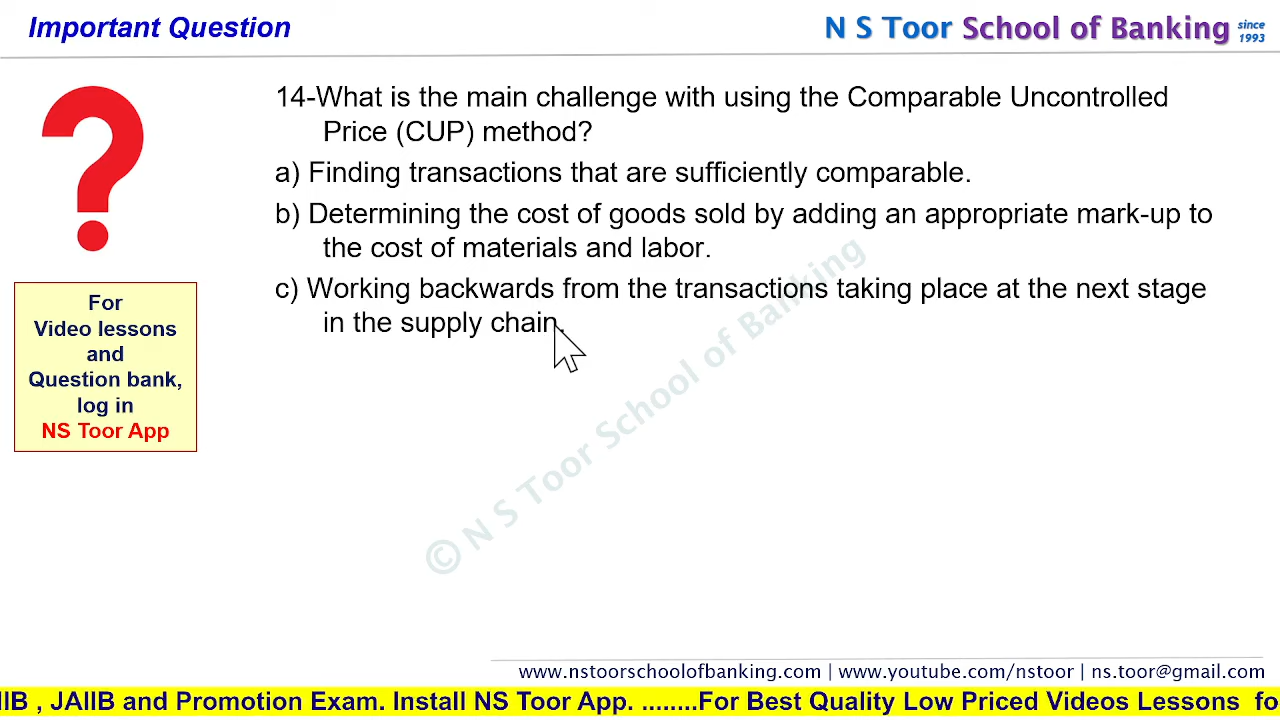 Important Question
N S Toor School of Banking since 1993
14-What is the main challenge with using the Comparable Uncontrolled
Price (CUP) method?
a) Finding transactions that are sufficiently comparable.
b) Determining the cost of goods sold by adding an appropriate mark-up to
the cost of materials and labor.
c) Working backwards from the transactions taking place at the next stage
in the supply chain.
For
Video lessons
and
Question bank,
log in
NS Toor App
© N S Toor School of Banking
www.nstoorschoolofbanking.com | www.youtube.com/nstoor | ns.toor@gmail.com
IIB , JAIIB and Promotion Exam. Install NS Toor App. ........For Best Quality Low Priced Videos Lessons fo